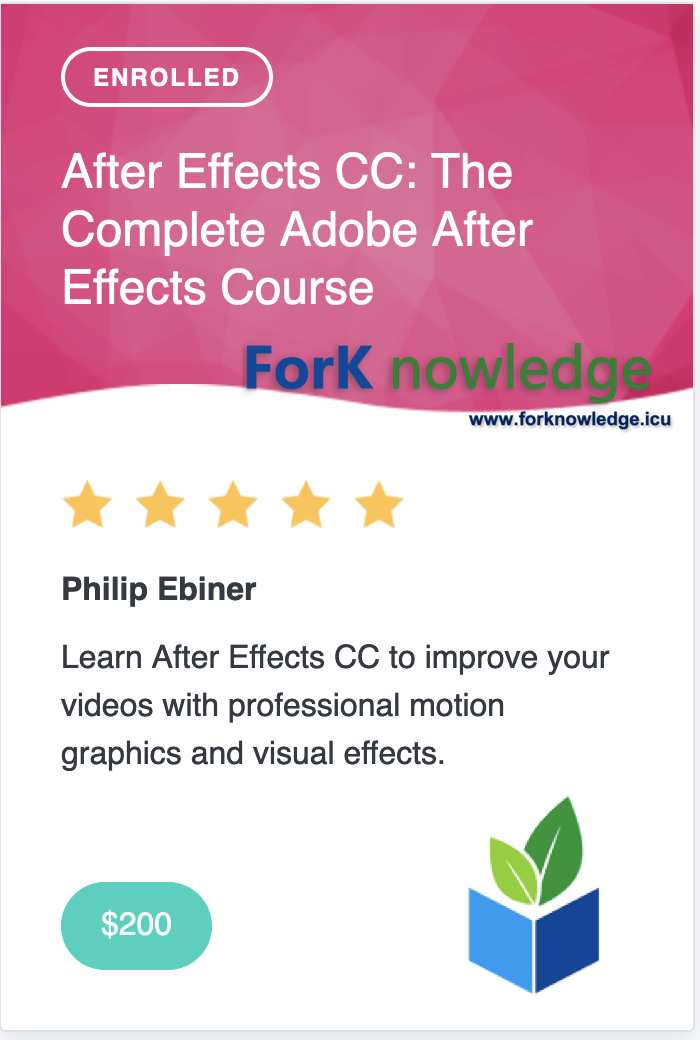 ENROLLED
After Effects CC: The
Complete Adobe After
Effects Course
ForK nowledge
www.forknowledge.icu
Philip Ebiner
Learn After Effects CC to improve your
videos with professional motion
graphics and visual effects.
$200